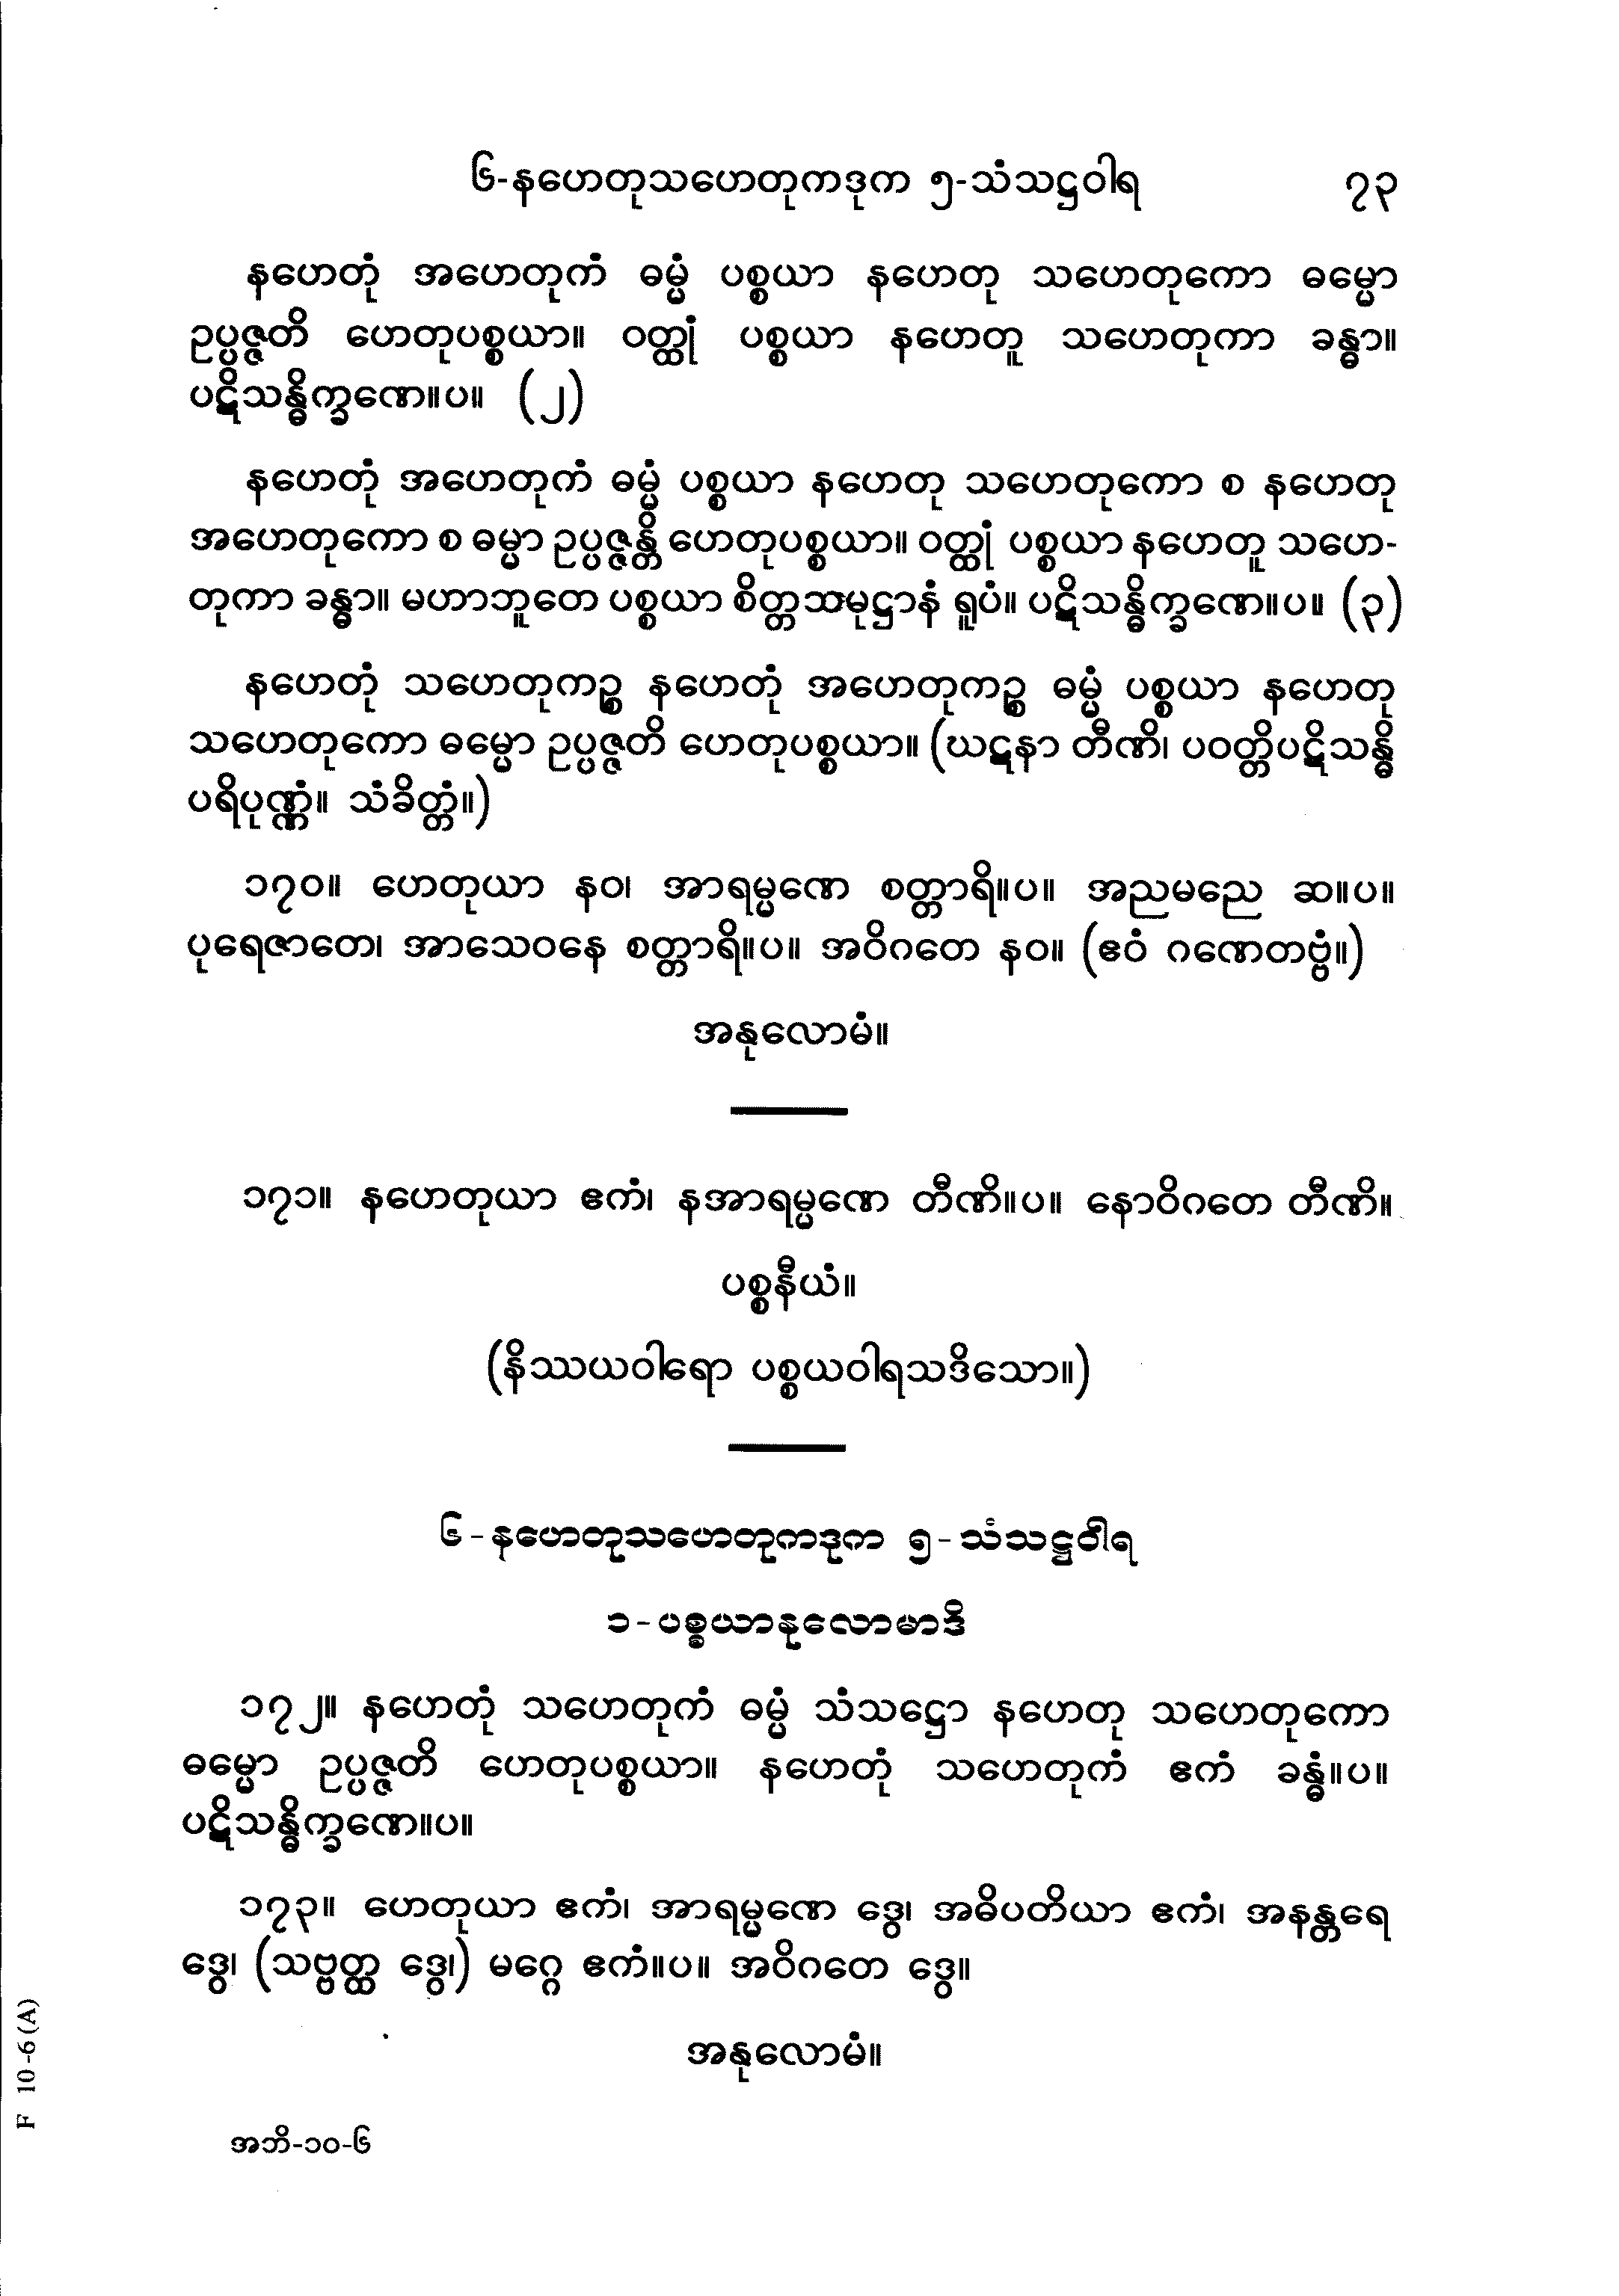 ၆-နဟေတုသဟေတုကဒုက ၅-သံသဋ္ဌဝါရ ၇၃
နဟေတုံ အဟေတုကံ ဓမ္မံ ပစ္စယာ နဟေတု သဟေတုကော ဓမ္မော
ဥပ္ပဇ္ဇတိ ဟေတုပစ္စယာ။ ဝတ္ထုံ ပစ္စယာ နဟေတူ သဟေတုကာ ခန္ဓာ။
ပဋိသန္ဓိက္ခဏေ။ပ။ (၂)
နဟေတုံ အဟေတုကံ ဓမ္မံ ပစ္စယာ နဟေတု သဟေတုကော စ နဟေတု
အဟေတုကော စ ဓမ္မာ ဥပ္ပဇ္ဇန္တိ ဟေတုပစ္စယာ။ ဝတ္ထုံ ပစ္စယာ နဟေတူ သဟေ-
တုကာ ခန္ဓာ။ မဟာဘူတေ ပစ္စယာ စိတ္တသမုဋ္ဌာနံ ရူပံ။ ပဋိသန္ဓိက္ခဏေ။ပ။ (၃)
နဟေတုံ သဟေတုကဉ္စ နဟေတုံ အဟေတုကဉ္စ ဓမ္မံ ပစ္စယာ နဟေတု
သဟေတုကော ဓမ္မော ဥပ္ပဇ္ဇတိ ဟေတုပစ္စယာ။ (ဃဋနာ တီဏိ၊ ပဝတ္တိပဋိသန္ဓိ
ပရိပုဏ္ဏံ။ သံခိတ္တံ။)
၁၇၀။ ဟေတုယာ နဝ၊ အာရမ္မဏေ စတ္တာရိ။ပ။ အညမညေ ဆ။ပ။
ပုရေဇာတေ၊ အာသေဝနေ စတ္တာရိ။ပ။ အဝိဂတေ နဝ။ (ဧဝံ ဂဏေတဗ္ဗံ။)
အနုလောမံ။
၁၇၁။ နဟေတုယာ ဧကံ၊ နအာရမ္မဏေ တီဏိ။ပ။ နောဝိဂတေ တီဏိ။
ပစ္စနီယံ။
(နိဿယဝါရော ပစ္စယဝါရသဒိသော။)
၆-နဟေတုသဟေတုကဒုက ၅-သံသဋ္ဌဝါရ
၁-ပစ္စယာနုလောမာဒိ
၁၇၂။ နဟေတုံ သဟေတုကံ ဓမ္မံ သံသဋ္ဌော နဟေတု သဟေတုကော
ဓမ္မော ဥပ္ပဇ္ဇတိ ဟေတုပစ္စယာ။ နဟေတုံ သဟေတုကံ ဧကံ ခန္ဓံ။ပ။
ပဋိသန္ဓိက္ခဏေ။ပ။
၁၇၃။ ဟေတုယာ ဧကံ၊ အာရမ္မဏေ ဒွေ၊ အဓိပတိယာ ဧကံ၊ အနန္တရေ
ဒွေ၊ (သဗ္ဗတ္ထ ဒွေ၊) မဂ္ဂေ ဧကံ။ပ။ အဝိဂတေ ဒွေ။
အနုလောမံ။
အဘိ-၁၀-၆
F 10-6(A)